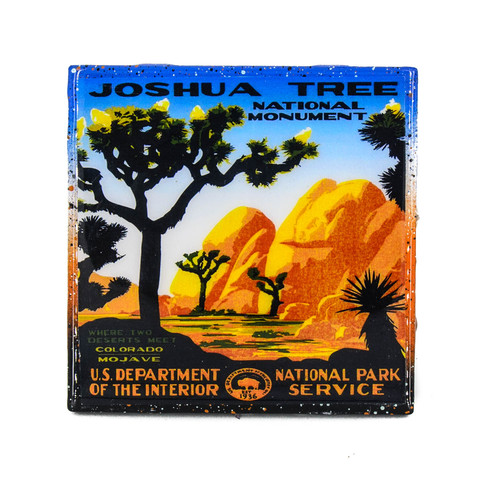 JOSHUA TREE
NATIONAL
MONUMENT
WHERE TWO
DESERTS MEET
COLORADO
MOJAVE
U.S. DEPARTMENT
OF THE INTERIOR
NATIONAL PARK
SERVICE
1936